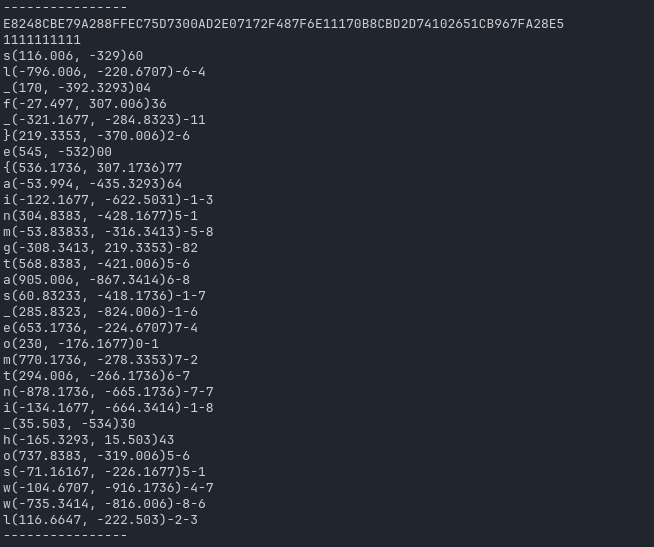 ----------------
E8248CBE79A288FFEC75D7300AD2E07172F487F6E11170B8CBD2D74102651CB967FA28E5
1111111111
s(116.006, -329)60
l(-796.006, -220.6707)-6-4
_(170, -392.3293)04
f(-27.497, 307.006)36
_(-321.1677, -284.8323)-11
}(219.3353, -370.006)2-6
e(545, -532)00
{(536.1736, 307.1736)77
a(-53.994, -435.3293)64
i(-122.1677, -622.5031)-1-3
n(304.8383, -428.1677)5-1
m(-53.83833, -316.3413)-5-8
g(-308.3413, 219.3353)-82
t(568.8383, -421.006)5-6
a(905.006, -867.3414)6-8
s(60.83233, -418.1736)-1-7
_(285.8323, -824.006)-1-6
e(653.1736, -224.6707)7-4
o(230, -176.1677)0-1
m(770.1736, -278.3353)7-2
t(294.006, -266.1736)6-7
n(-878.1736, -665.1736)-7-7
i(-134.1677, -664.3414)-1-8
_(35.503, -534)30
h(-165.3293, 15.503)43
o(737.8383, -319.006)5-6
s(-71.16167, -226.1677)5-1
w(-104.6707, -916.1736)-4-7
w(-735.3414, -816.006)-8-6
l(116.6647, -222.503)-2-3
----------------